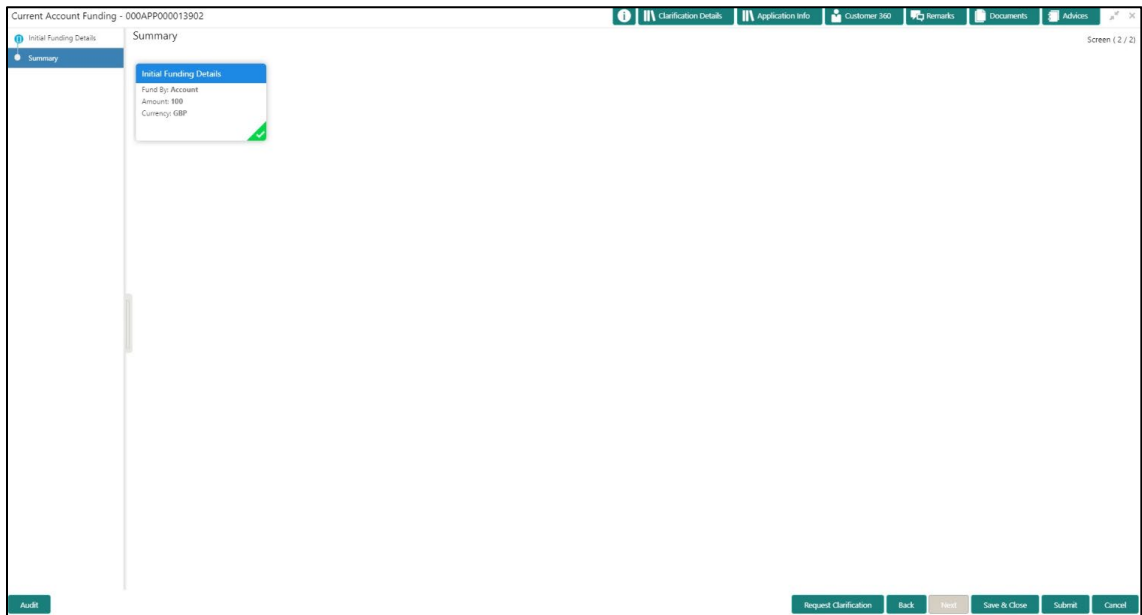 Current Account Funding - 000APP000013902
Clarification Details
Application Info
Customer 360
Remarks
Documents
Advices
Initial Funding Details
Summary
Summary
Screen ( 2 / 2)
Initial Funding Details
Fund By: Account
Amount: 100
Currency: GBP
Audit
Request Clarification
Back
Next
Save & Close
Submit
Cancel